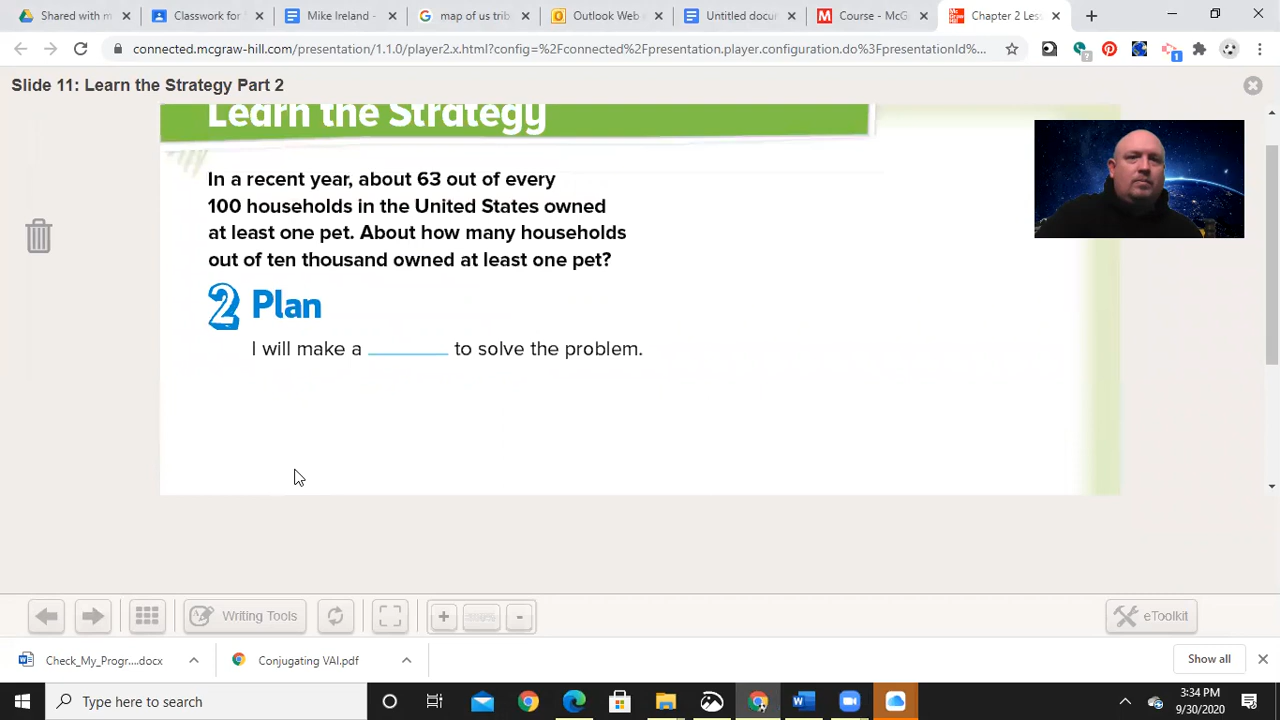 Shared with m
Classwork for
Mike Ireland -
map of us trib
Outlook Web
Untitled docu
Course - McG
Chapter 2 Les
connected.mcgraw-hill.com/presentation/1.1.0/player2.x.html?config=%2Fconnected%2Fpresentation.player.configuration.do%3FpresentationId%...
Slide 11: Learn the Strategy Part 2
Learn the Strategy
In a recent year, about 63 out of every
100 households in the United States owned
at least one pet. About how many households
out of ten thousand owned at least one pet?
2 Plan
I will make a ________ to solve the problem.
Writing Tools
+
-
eToolkit
Check_My_Progr....docx
Conjugating VAI.pdf
Show all
Type here to search
3:34 PM
9/30/2020